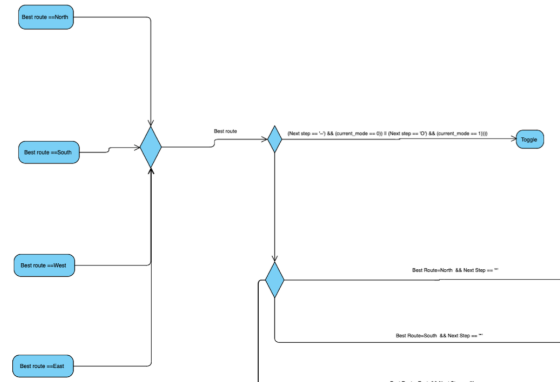 Best route ==North
Best route
(Next step == '--') && (current_mode == 0)) || (Next step == 'D') && (current_mode == 1))))
Toggle
Best route ==South
Best route ==West
Best Route=North && Next Step == ""
Best Route=South && Next Step == ""
Best route ==East